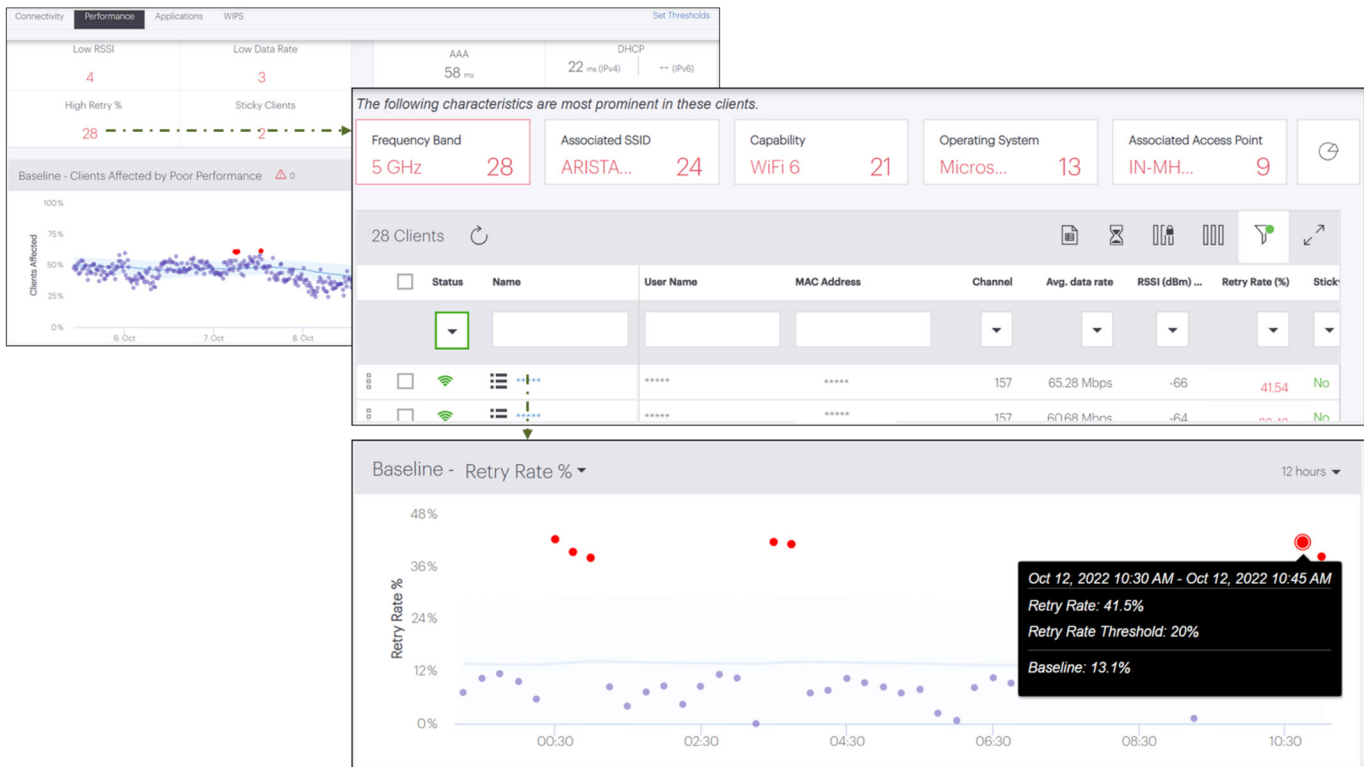 Connectivity Performance Applications WIPS Set Thresholds
Low RSSI Low Data Rate
4 3
High Retry % Sticky Clients
28 2
AAA DHCP
58 ms 22 ms (IPv4) -- (IPv6)
Baseline - Clients Affected by Poor Performance 0
100%
75%
50%
25%
0%
Clients Affected
6. Oct 7. Oct 8. Oct
The following characteristics are most prominent in these clients.
Frequency Band Associated SSID Capability Operating System Associated Access Point
5 GHz 28 ARISTA... 24 WiFi 6 21 Micros... 13 IN-MH... 9
28 Clients
Status Name User Name MAC Address Channel Avg. data rate RSSI (dBm) ... Retry Rate (%) Stick
***** ***** ***** 157 65.28 Mbps -66 41.54 No
***** ***** ***** 157 60.68 Mbps -64 No
Baseline - Retry Rate % 12 hours
48%
36%
24%
12%
0%
Retry Rate %
00:30 02:30 04:30 06:30 08:30 10:30
Oct 12, 2022 10:30 AM - Oct 12, 2022 10:45 AM
Retry Rate: 41.5%
Retry Rate Threshold: 20%
Baseline: 13.1%